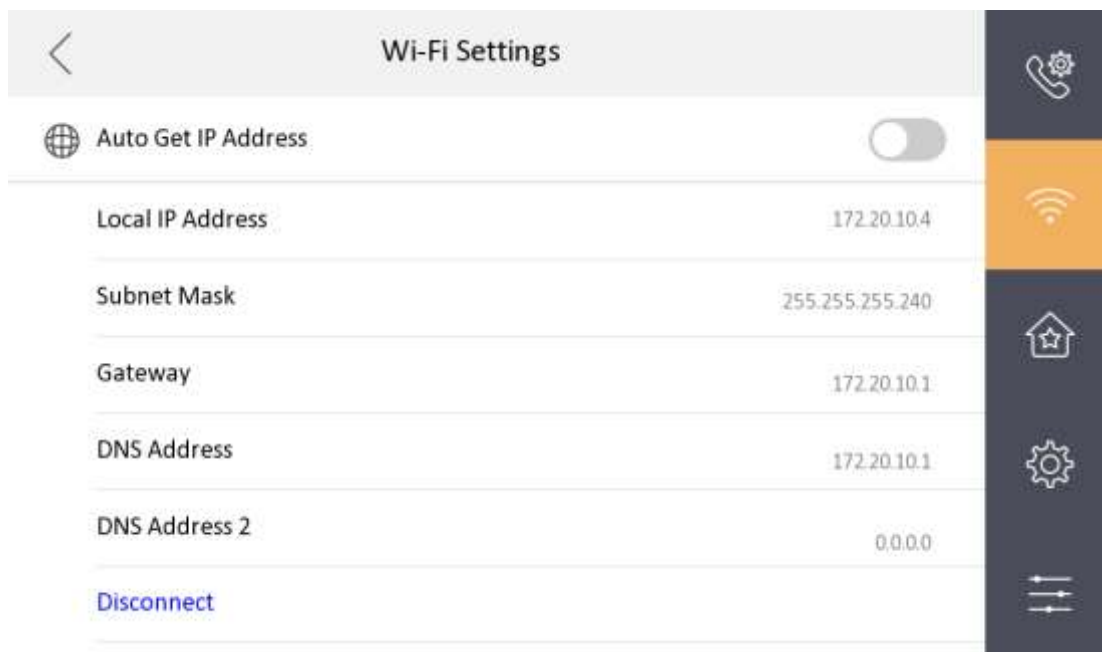 Wi-Fi Settings
Auto Get IP Address
Local IP Address 172.20.10.4
Subnet Mask 255.255.255.240
Gateway 172.20.10.1
DNS Address 172.20.10.1
DNS Address 2 0.0.0.0
Disconnect